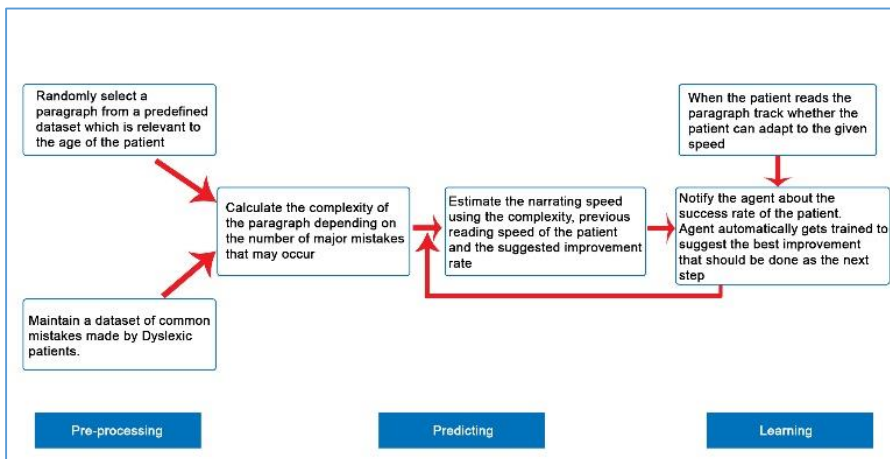 Randomly select a
paragraph from a predefined
dataset which is relevant to
the age of the patient
When the patient reads the
paragraph track whether the
patient can adapt to the given
speed
Calculate the complexity of
the paragraph depending on
the number of major mistakes
that may occur
Estimate the narrating speed
using the complexity, previous
reading speed of the patient
and the suggested improvement
rate
Notify the agent about the
success rate of the patient.
Agent automatically gets trained to
suggest the best improvement
that should be done as the next
step
Maintain a dataset of common
mistakes made by Dyslexic
patients.
Pre-processing
Predicting
Learning